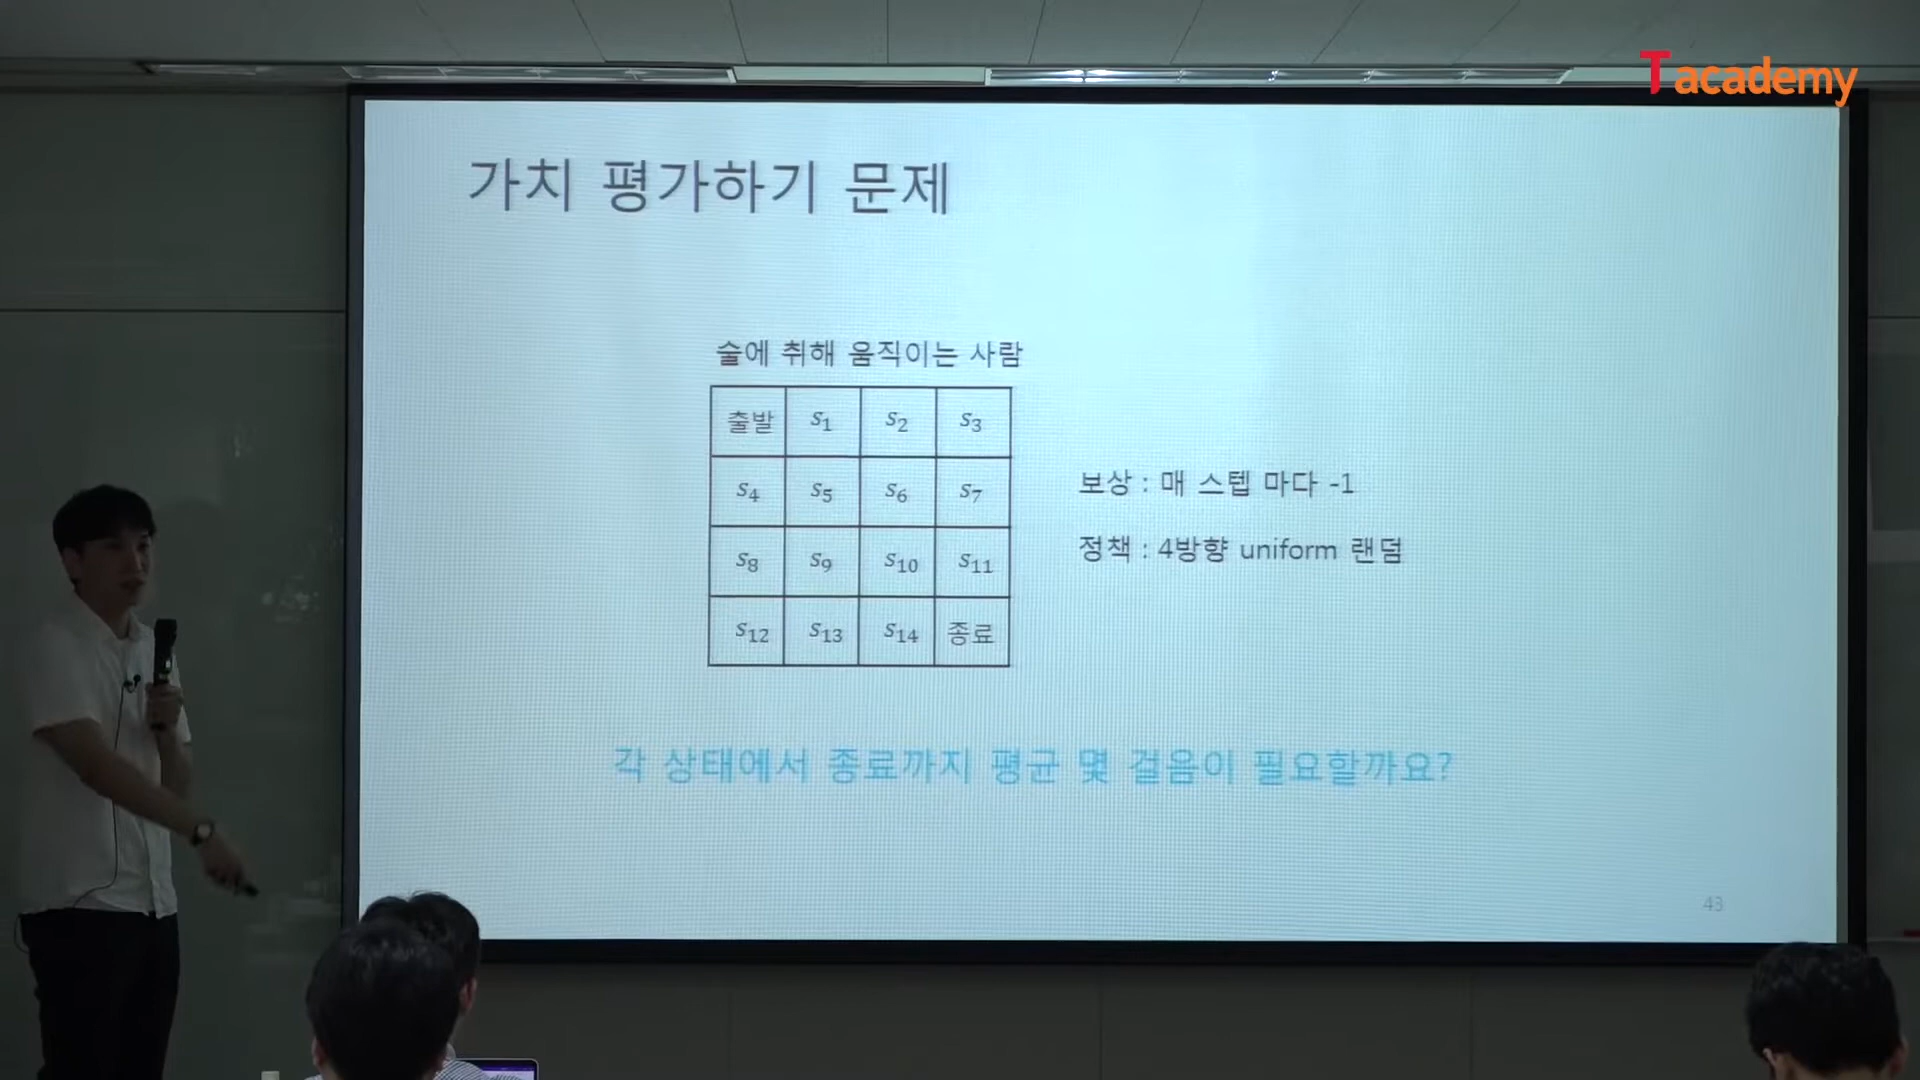 Tacademy
가치 평가하기 문제
술에 취해 움직이는 사람
출발 s1 s2 s3
s4 s5 s6 s7
s8 s9 s10 s11
s12 s13 s14 종료
보상 : 매 스텝 마다 -1
정책 : 4방향 uniform 랜덤
각 상태에서 종료까지 평균 몇 걸음이 필요할까요?
43